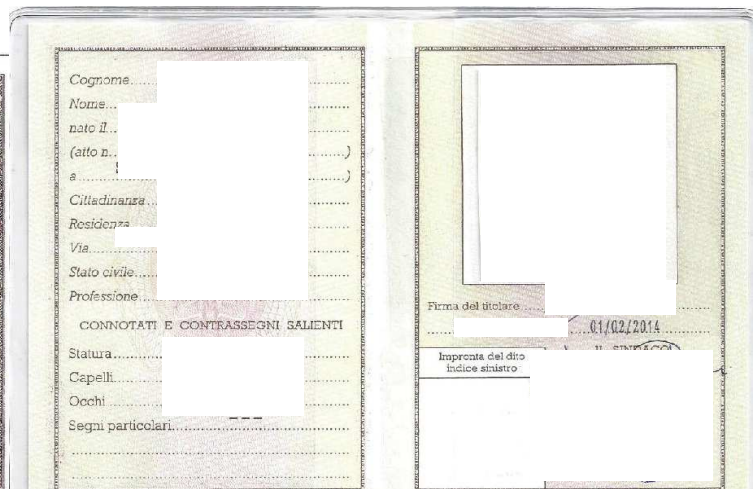 Cognome
Nome
nato il
(atto n. )
a )
Cittadinanza
Residenza
Via
Stato civile
Professione
CONNOTATI E CONTRASSEGNI SALIENTI
Statura
Capelli
Occhi
Segni particolari
Firma del titolare
01/02/2014
IL SINDACO
Impronta del dito
indice sinistro